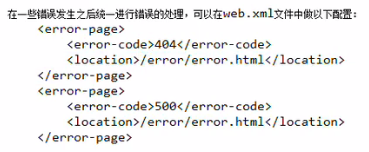 在一些错误发生之后统一进行错误的处理，可以在web.xml文件中做以下配置：
<error-page>
<error-code>404</error-code>
<location>/error/error.html</location>
</error-page>
<error-page>
<error-code>500</error-code>
<location>/error/error.html</location>
</error-page>